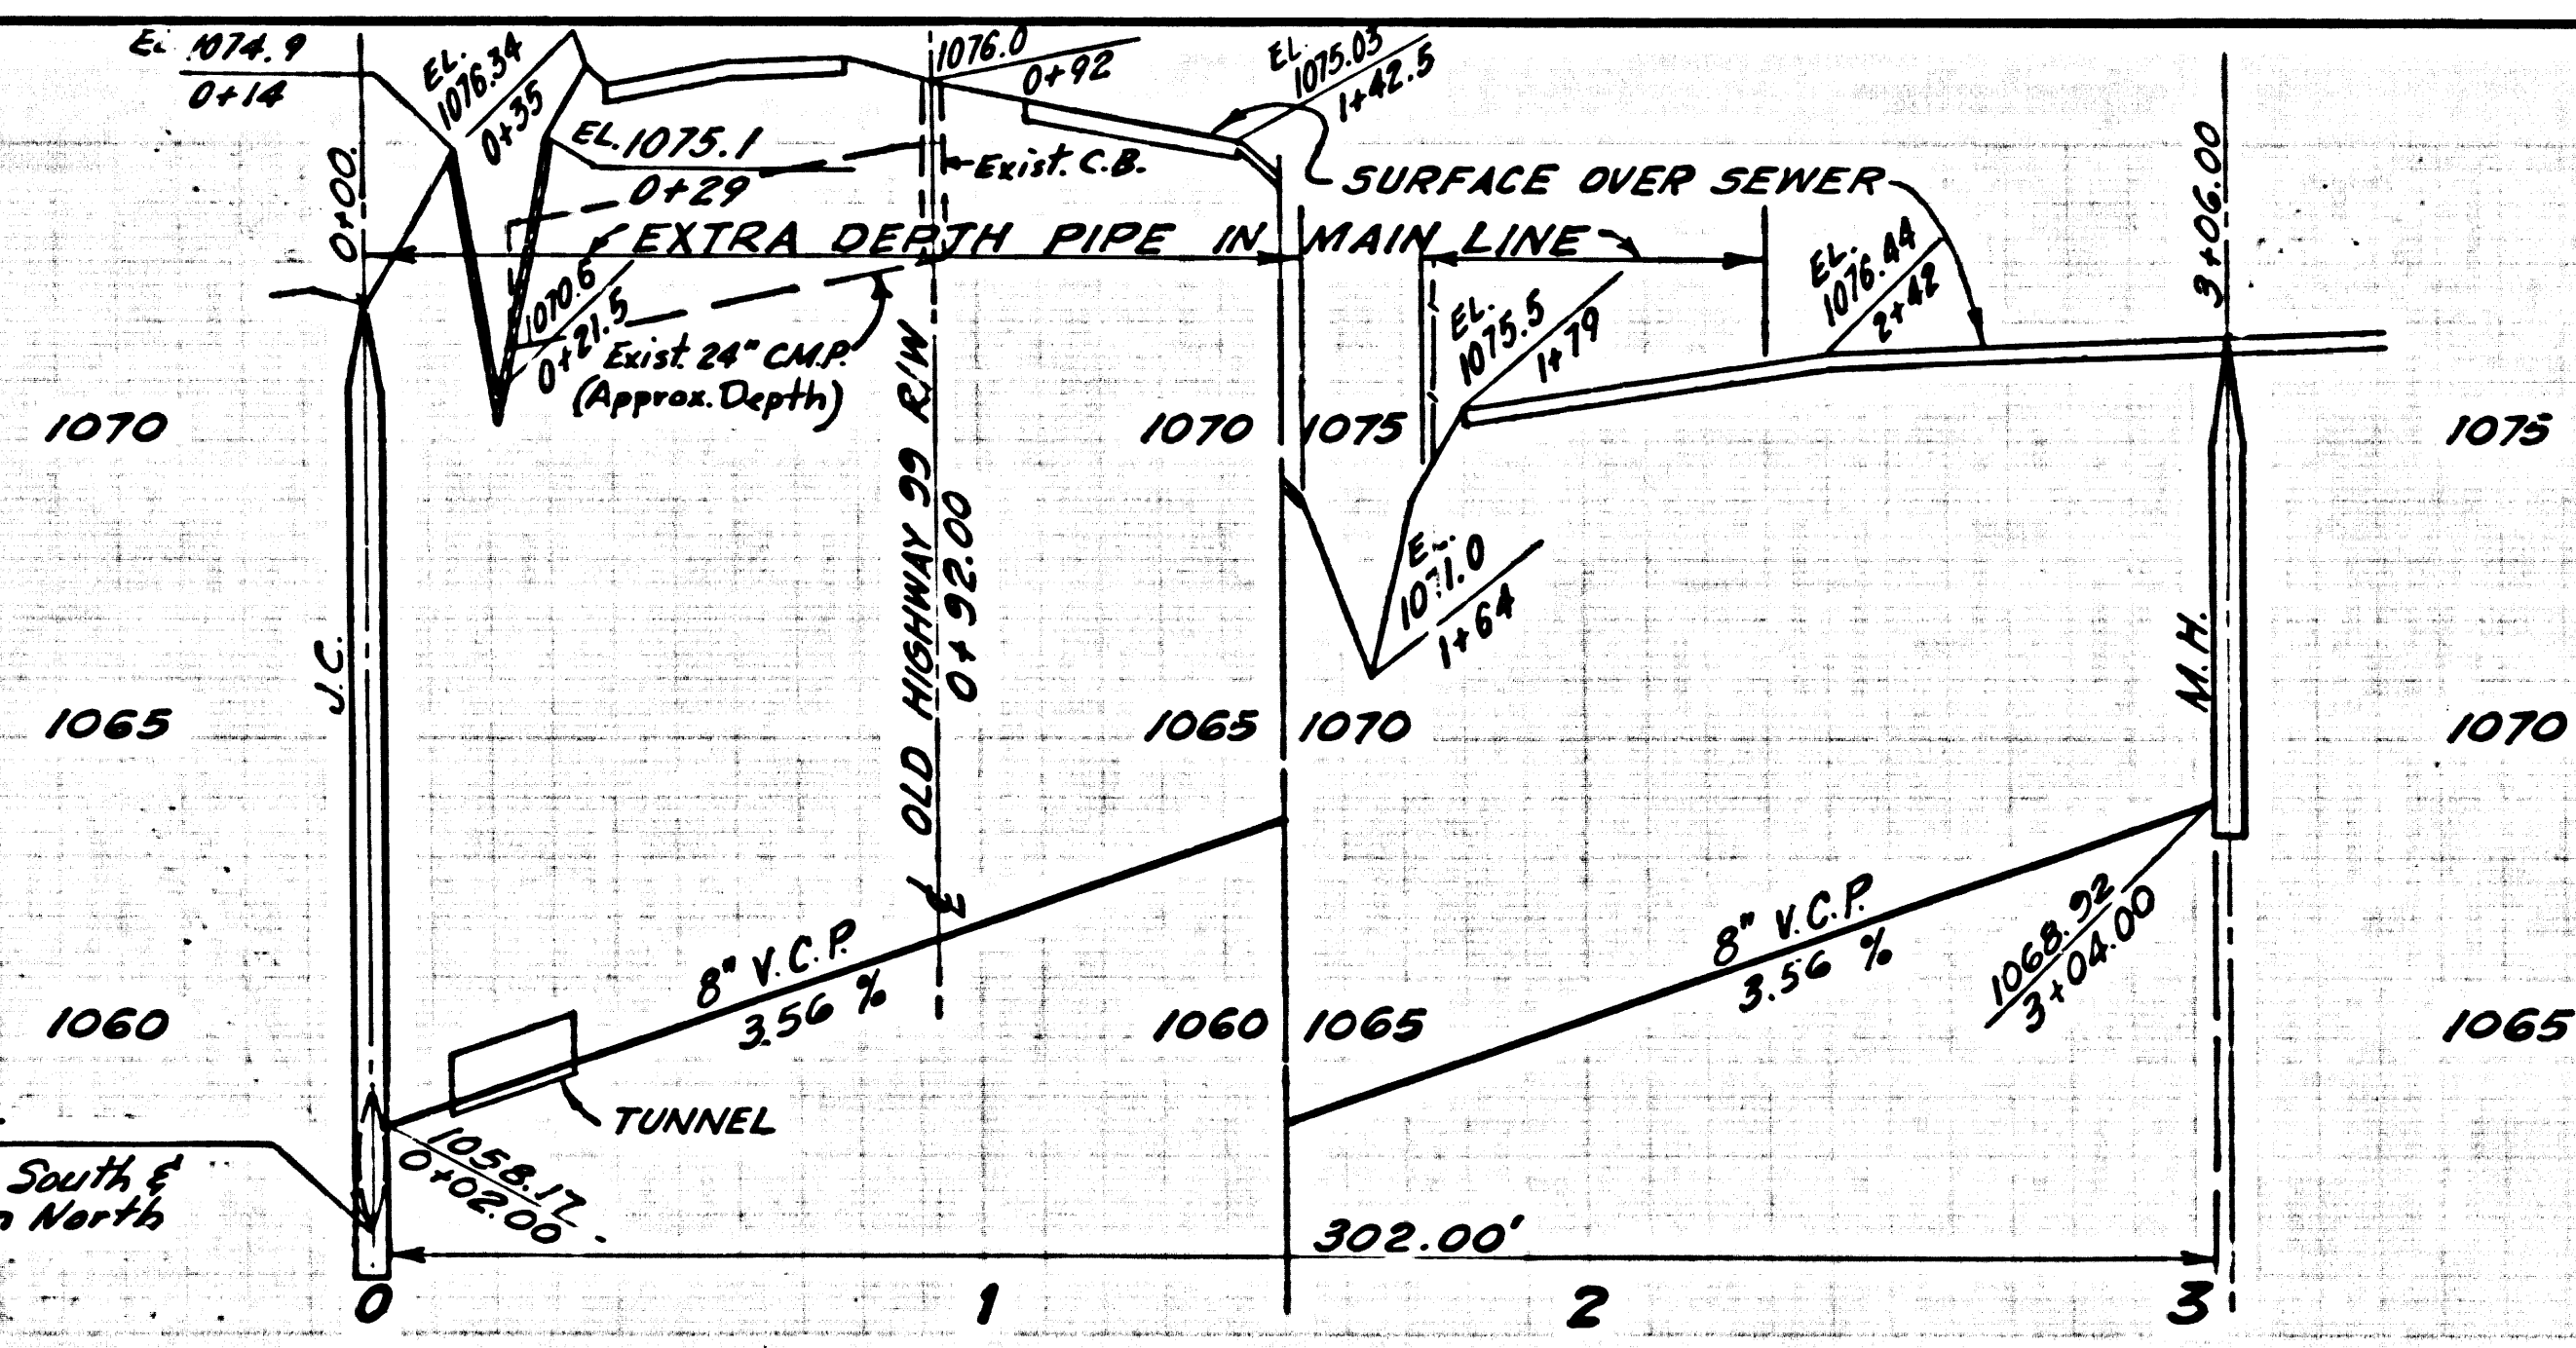 1074.9
0+14
EL.
1076.34
0+35
1076.0
0+92
EL.
1075.03
1+42.5
0+00.
EL. 1075.1
0+29
Exist. C.B.
SURFACE OVER SEWER
3+06.00
EXTRA DEPTH PIPE IN MAIN LINE
1070.6
0+21.5
Exist. 24" C.M.P.
(Approx. Depth)
EL.
1075.5
1+79
EL.
1076.44
2+42
1070
1070
1075
1075
OLD HIGHWAY 99 R/W
0+92.00
1071.0
1+64
J.C.
M.H.
1065
1065
1070
1070
8" V.C.P.
3.56 %
8" V.C.P.
3.56 %
1068.92
3+04.00
1060
1060
1065
1065
TUNNEL
1058.17
0+02.00
South &
North
302.00'
0
1
2
3